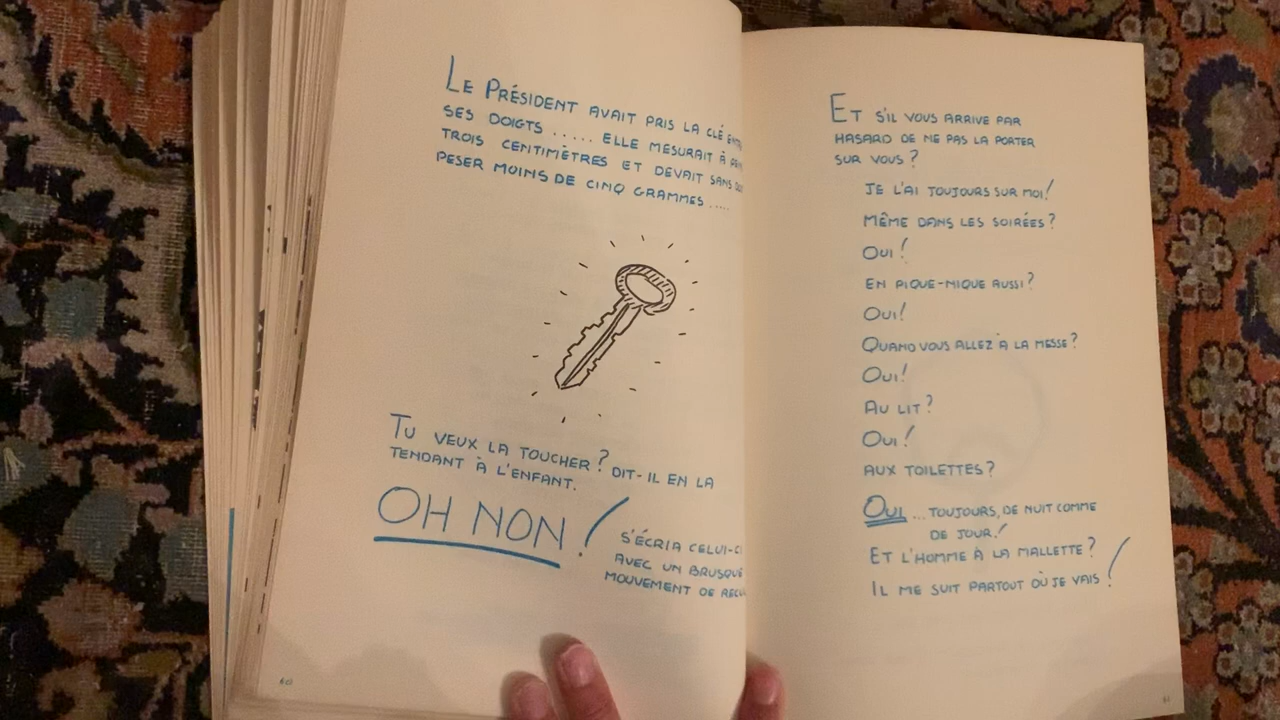 LE PRÉSIDENT AVAIT PRIS LA CLÉ
SES DOIGTS ..... ELLE MESURAIT À
TROIS CENTIMÈTRES ET DEVAIT SANS
PESER MOINS DE CINQ GRAMMES .....
TU VEUX LA TOUCHER ? DIT-IL EN LA
TENDANT À L'ENFANT.
OH NON !
S'ÉCRIA CELUI-CI
AVEC UN BRUSQUE
MOUVEMENT DE
60
ET S'IL VOUS ARRIVE PAR
HASARD DE NE PAS LA PORTER
SUR VOUS ?
JE L'AI TOUJOURS SUR MOI !
MÊME DANS LES SOIRÉES ?
OUI !
EN PIQUE-NIQUE AUSSI ?
OUI !
QUAND VOUS ALLEZ À LA MESSE ?
OUI !
AU LIT ?
OUI !
AUX TOILETTES ?
OUI ... TOUJOURS, DE NUIT COMME
DE JOUR !
ET L'HOMME À LA MALLETTE ?
IL ME SUIT PARTOUT OÙ JE VAIS !